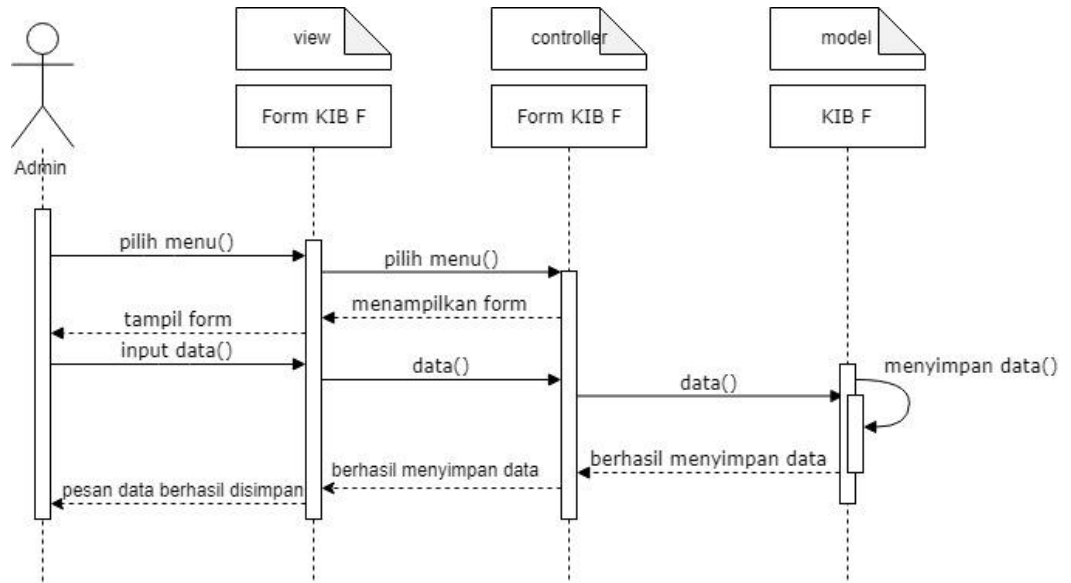 view
controller
model
Form KIB F
Form KIB F
KIB F
Admin
pilih menu()
pilih menu()
menampilkan form
tampil form
input data()
data()
menyimpan data()
data()
berhasil menyimpan data
berhasil menyimpan data
pesan data berhasil disimpan